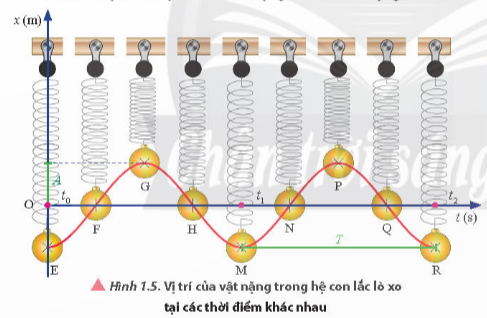 x (m)
A
G
P
O
t₀
t₁
t₂
t (s)
F
H
N
Q
T
E
M
R
Hình 1.5. Vị trí của vật nặng trong hệ con lắc lò xo
tại các thời điểm khác nhau